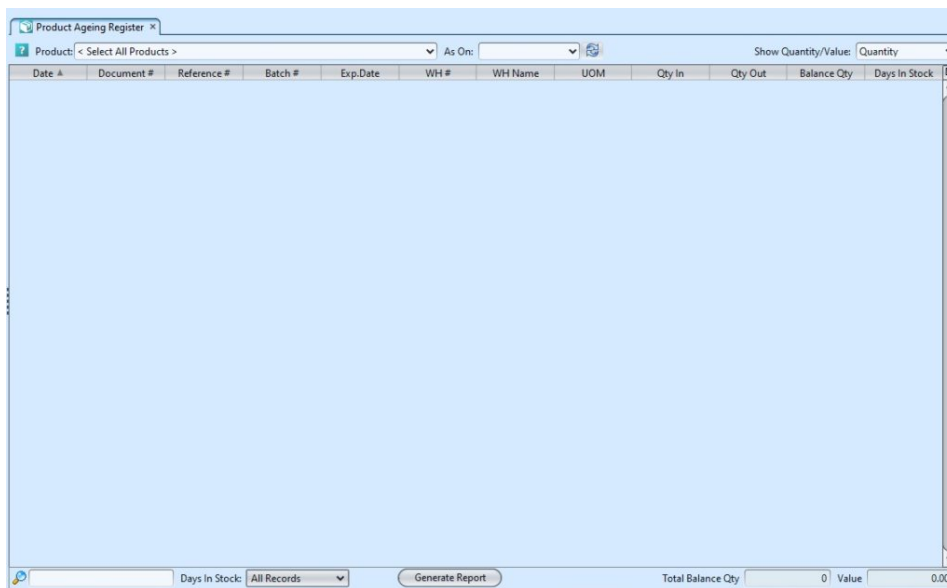 Product Ageing Register ×
? Product: < Select All Products > As On: Show Quantity/Value: Quantity
Date Document # Reference # Batch # Exp.Date WH # WH Name UOM Qty In Qty Out Balance Qty Days In Stock
Days In Stock: All Records Generate Report Total Balance Qty 0 Value